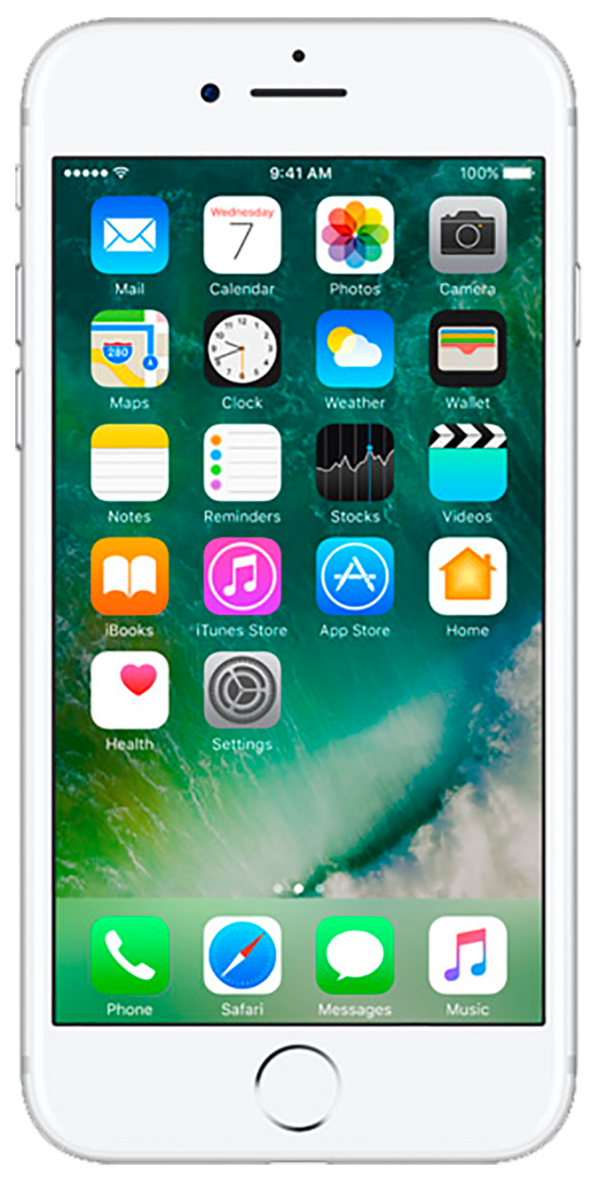 9:41 AM 100%
Wednesday
7
Mail Calendar Photos Camera
280
12
Maps Clock Weather Wallet
Notes Reminders Stocks Videos
iBooks iTunes Store App Store Home
Health Settings
Phone Safari Messages Music